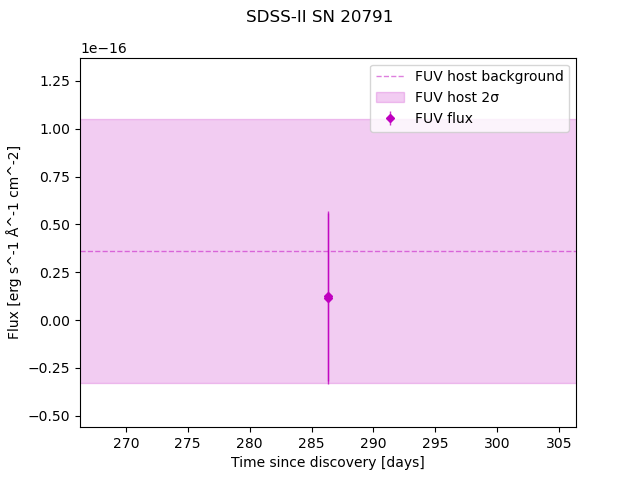 SDSS-II SN 20791
1e−16
FUV host background
FUV host 2σ
FUV flux
1.25
1.00
0.75
0.50
0.25
0.00
−0.25
−0.50
Flux [erg s^-1 Å^-1 cm^-2]
270
275
280
285
290
295
300
305
Time since discovery [days]